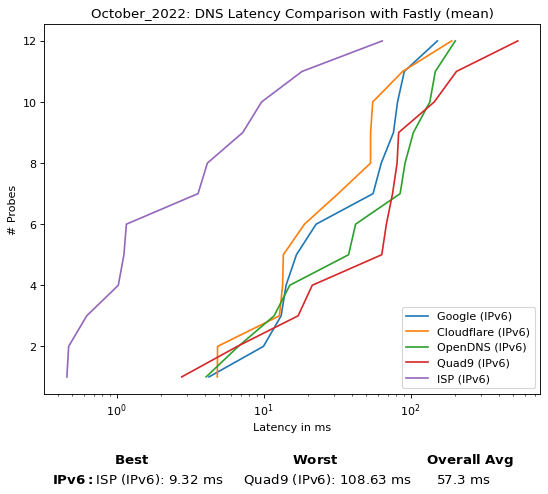 October_2022: DNS Latency Comparison with Fastly (mean)
12
10
8
6
4
2
# Probes
Google (IPv6)
Cloudflare (IPv6)
OpenDNS (IPv6)
Quad9 (IPv6)
ISP (IPv6)
10⁰ 10¹ 10²
Latency in ms
Best Worst Overall Avg
IPv6: ISP (IPv6): 9.32 ms Quad9 (IPv6): 108.63 ms 57.3 ms